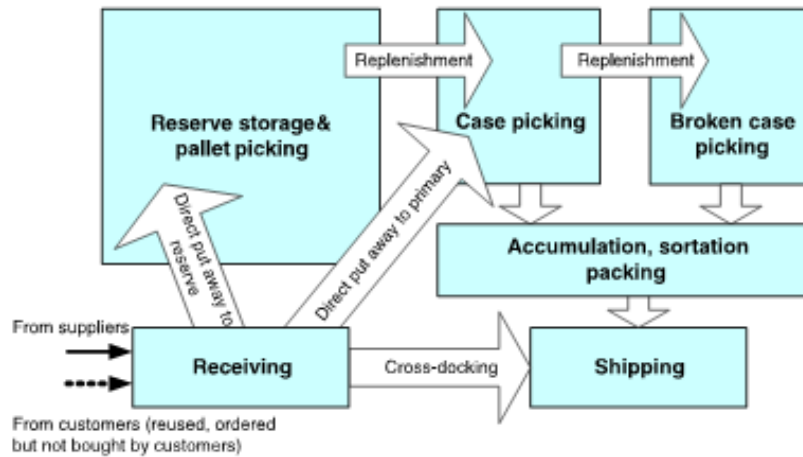 Replenishment
Replenishment
Reserve storage&
pallet picking
Case picking
Broken case
picking
Direct put away to
reserve
Direct put away to primary
Accumulation, sortation
packing
From suppliers
Receiving
Cross-docking
Shipping
From customers (reused, ordered
but not bought by customers)